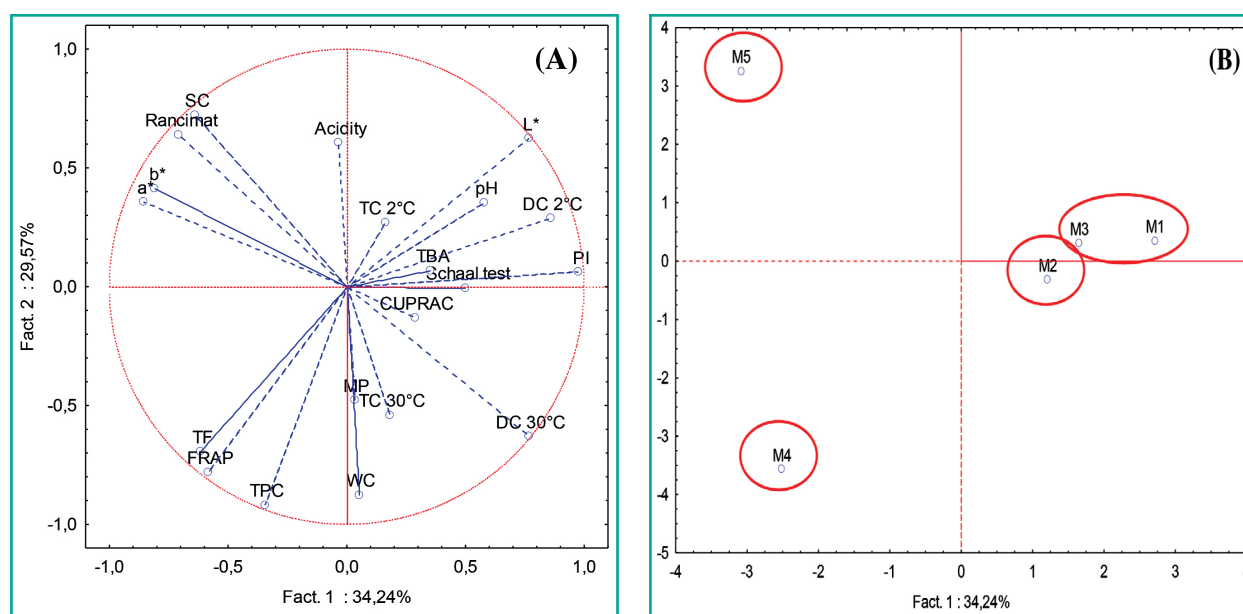 (A)
1,0
0,5
0,0
-0,5
-1,0
Fact. 2 : 29,57%
SC
Rancimat
Acidity
L*
b*
a*
pH
TC 2°C
DC 2°C
TBA
PI
Schaal test
CUPRAC
MP
TC 30°C
DC 30°C
TF
FRAP
TPC
WC
-1,0 -0,5 0,0 0,5 1,0
Fact. 1 : 34,24%
(B)
4
3
2
1
0
-1
-2
-3
-4
-5
M5
M3
M1
M2
M4
-4 -3 -2 -1 0 1 2 3
Fact. 1 : 34,24%